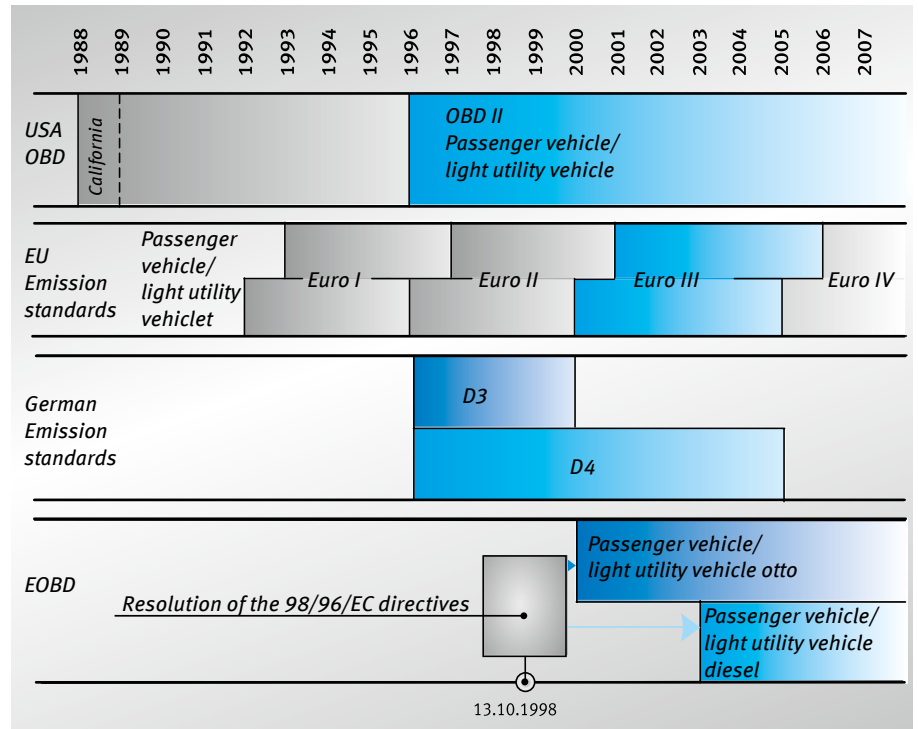 1988 1989 1990 1991 1992 1993 1994 1995 1996 1997 1998 1999 2000 2001 2002 2003 2004 2005 2006 2007
USA
OBD
California
OBD II
Passenger vehicle/
light utility vehicle
EU
Emission
standards
Passenger
vehicle/
light utility
vehiclet
Euro I
Euro II
Euro III
Euro IV
German
Emission
standards
D3
D4
EOBD
Resolution of the 98/96/EC directives
13.10.1998
Passenger vehicle/
light utility vehicle otto
Passenger vehicle/
light utility vehicle
diesel